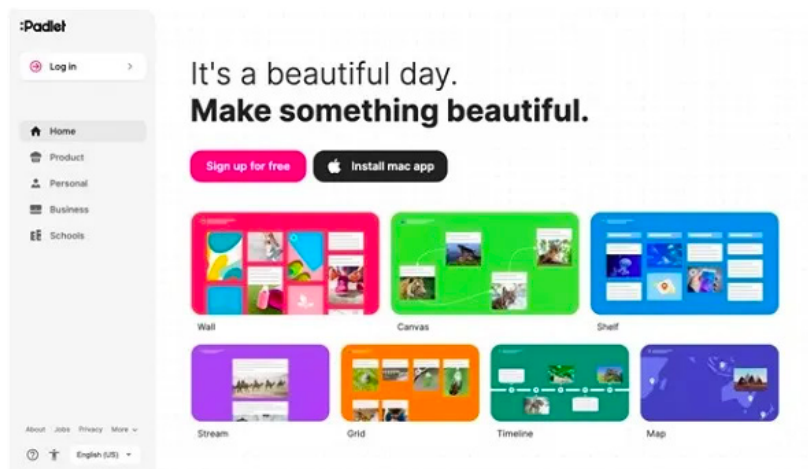 :Padlet
Log in
Home
Product
Personal
Business
Schools
About Jobs Privacy More
English (US)
It's a beautiful day.
Make something beautiful.
Sign up for free
Install mac app
Wall
Canvas
Shelf
Stream
Grid
Timeline
Map